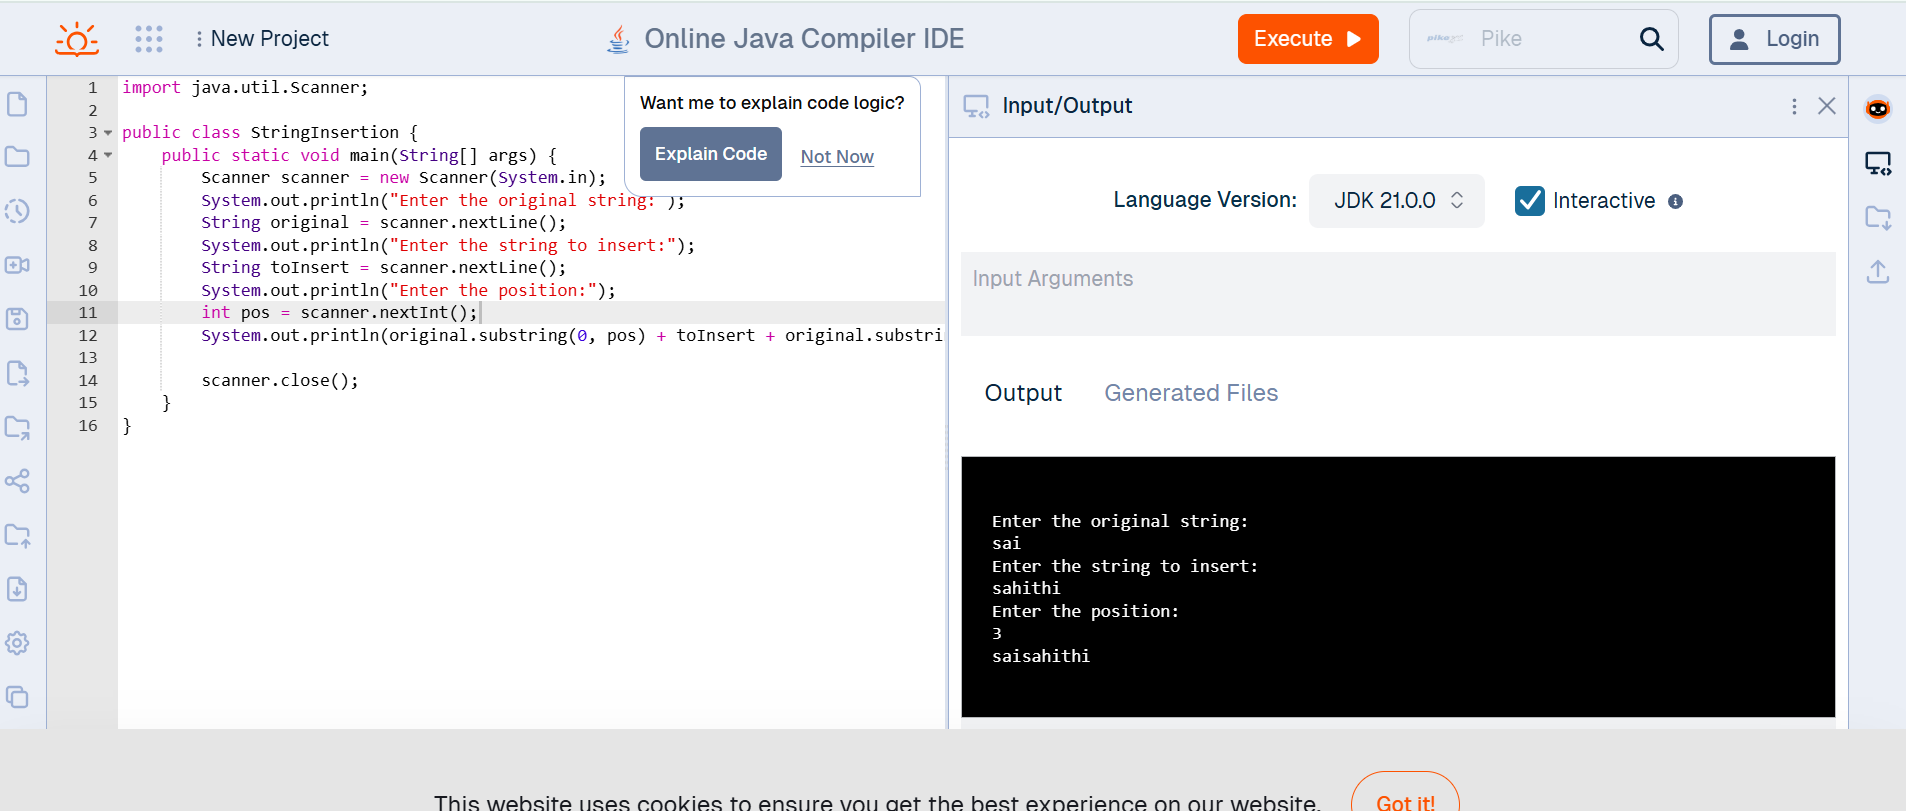 New Project
Online Java Compiler IDE
Execute
Pike
Login
1 import java.util.Scanner;
2
3 public class StringInsertion {
4 public static void main(String[] args) {
5 Scanner scanner = new Scanner(System.in);
6 System.out.println("Enter the original string: );
7 String original = scanner.nextLine();
8 System.out.println("Enter the string to insert:");
9 String toInsert = scanner.nextLine();
10 System.out.println("Enter the position:");
11 int pos = scanner.nextInt();
12 System.out.println(original.substring(0, pos) + toInsert + original.substri
13
14 scanner.close();
15 }
16 }
Want me to explain code logic?
Explain Code
Not Now
Input/Output
Language Version:
JDK 21.0.0
Interactive
Input Arguments
Output
Generated Files
Enter the original string:
sai
Enter the string to insert:
sahithi
Enter the position:
3
saisahithi
This website uses cookies to ensure you get the best experience on our website.
Got it!